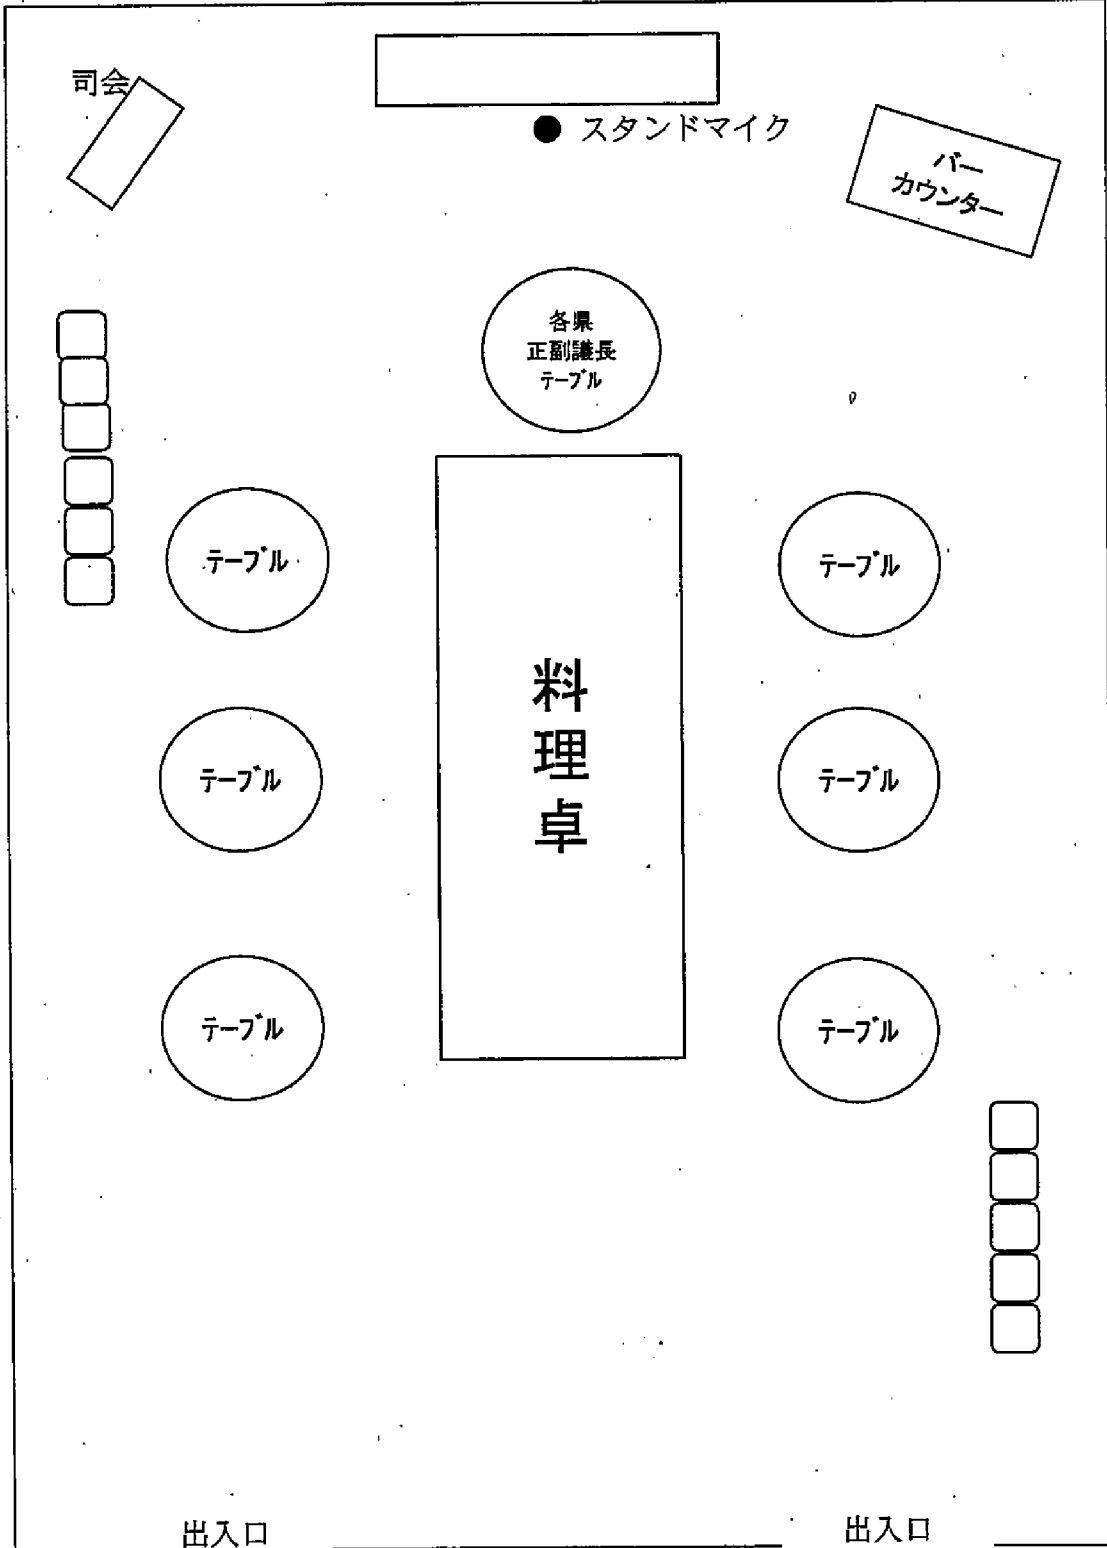 司会
スタンドマイク
バー
カウンター
各県
正副議長
テーブル
テーブル
テーブル
料理卓
テーブル
テーブル
テーブル
テーブル
出入口
出入口